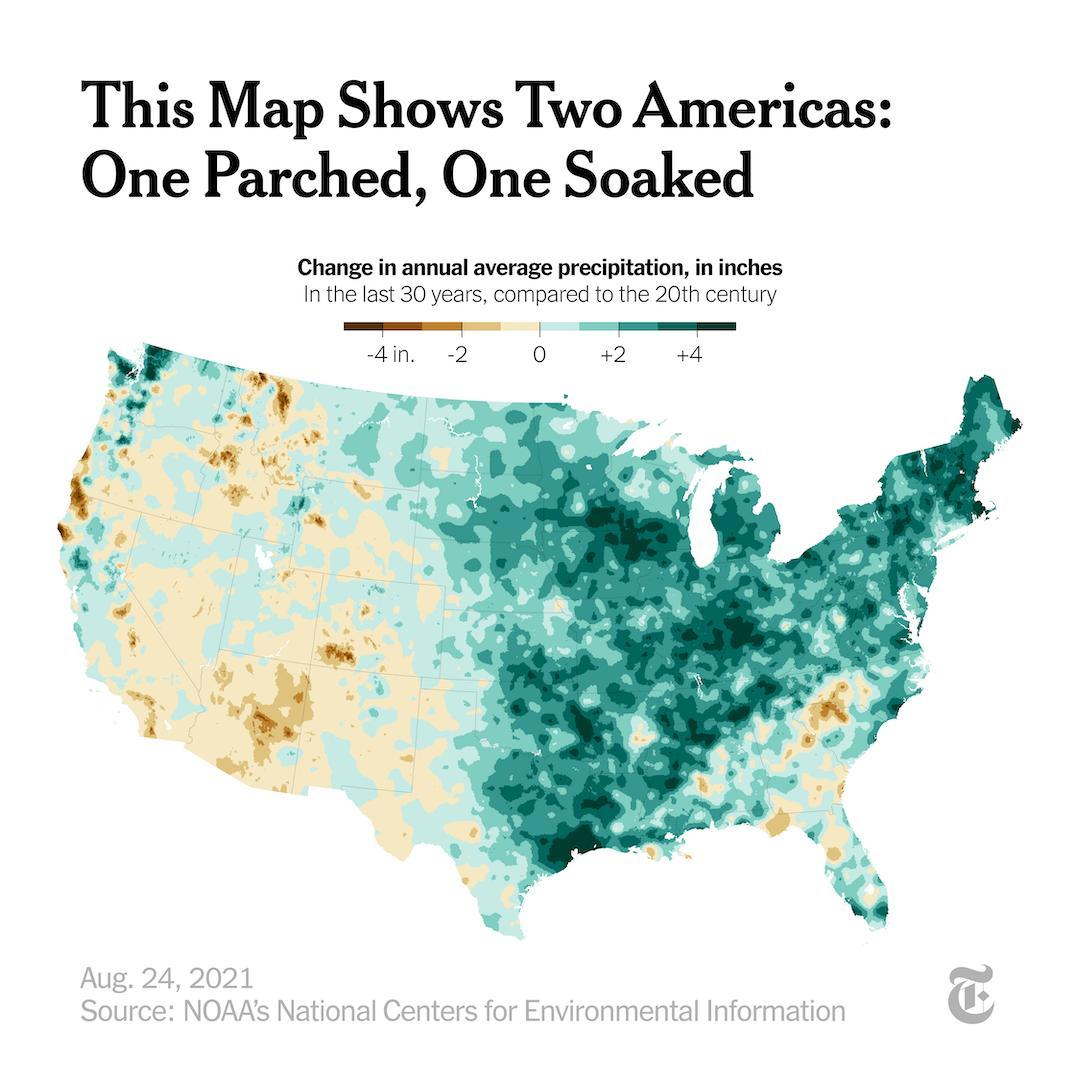 This Map Shows Two Americas:
One Parched, One Soaked
Change in annual average precipitation, in inches
In the last 30 years, compared to the 20th century
-4 in. -2 0 +2 +4
Aug. 24, 2021
Source: NOAA’s National Centers for Environmental Information
T